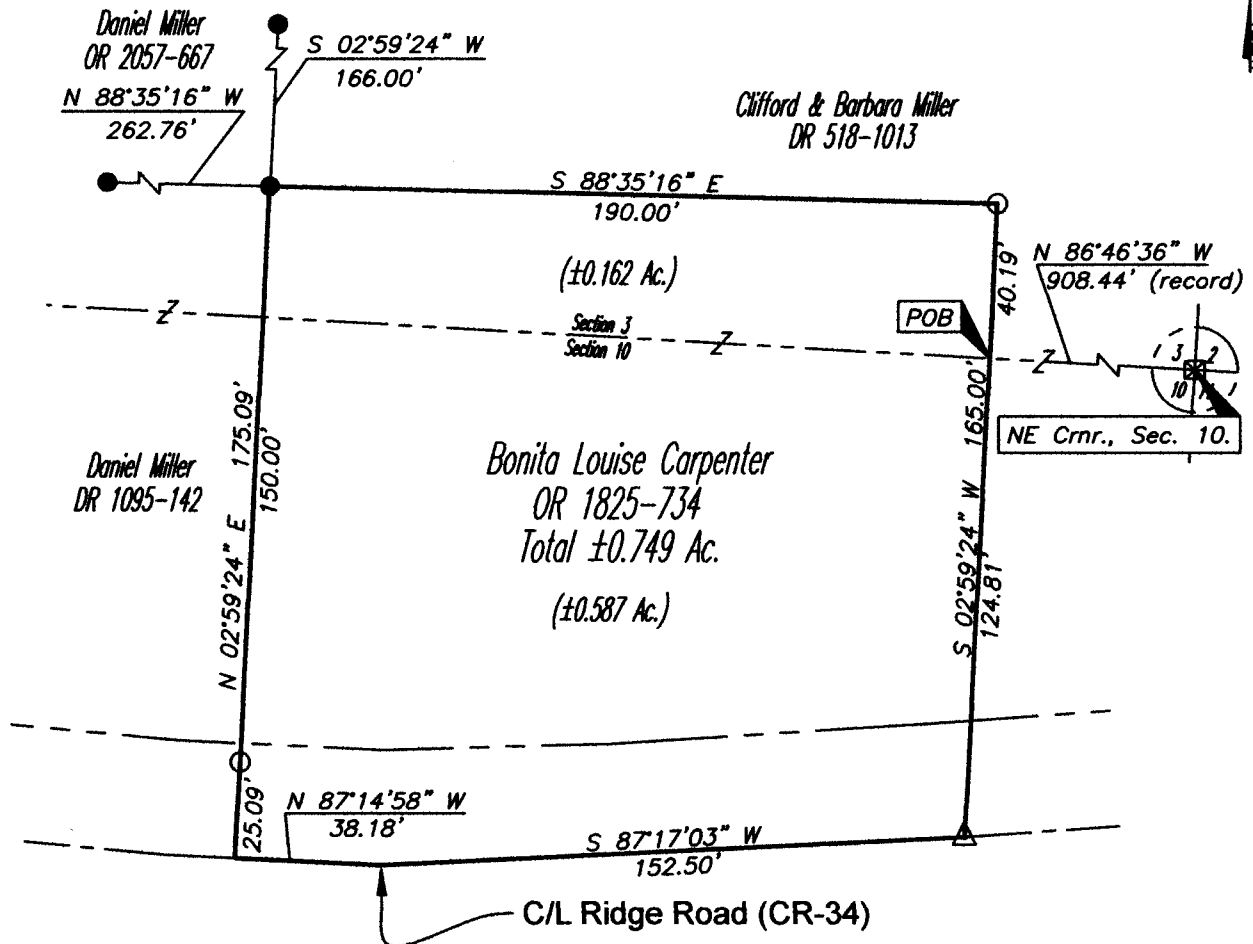 Daniel Miller
OR 2057-667
S 02°59'24" W
166.00'
N 88°35'16" W
262.76'
Clifford & Barbara Miller
DR 518-1013
S 88°35'16" E
190.00'
40.19'
N 86°46'36" W
908.44' (record)
(±0.162 Ac.)
POB
Section 3
Section 10
3 2
10
NE Crnr., Sec. 10.
165.00'
175.09'
150.00'
Daniel Miller
DR 1095-142
Bonita Louise Carpenter
OR 1825-734
Total ±0.749 Ac.
(±0.587 Ac.)
N 02°59'24" E
S 02°59'24" W
124.81'
25.09'
N 87°14'58" W
38.18'
S 87°17'03" W
152.50'
C/L Ridge Road (CR-34)